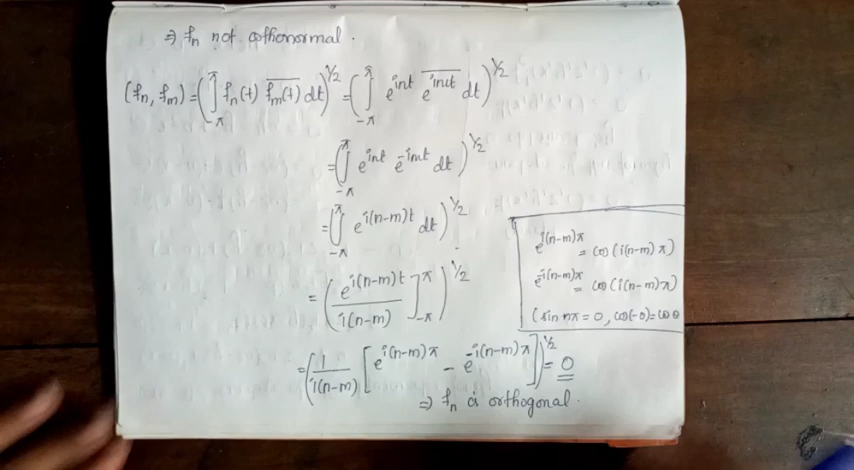 ⇒ fn not orthonormal.
(fn, fm) = (∫_{-π}^{π} fn(t) \overline{fm(t)} dt)^{1/2} = (∫_{-π}^{π} e^{int} \overline{e^{imt}} dt)^{1/2}
= (∫_{-π}^{π} e^{int} e^{-imt} dt)^{1/2}
= (∫_{-π}^{π} e^{i(n-m)t} dt)^{1/2}
= (e^{i(n-m)t} / i(n-m) ]_{-π}^{π})^{1/2}
= (1 / i(n-m) [e^{i(n-m)π} - e^{-i(n-m)π}])^{1/2} = 0
⇒ fn is orthogonal.
e^{i(n-m)π}
= cos(i(n-m)π)
e^{-i(n-m)π}
= cos(i(n-m)π)
(sin nπ = 0, cos(-θ) = cos θ